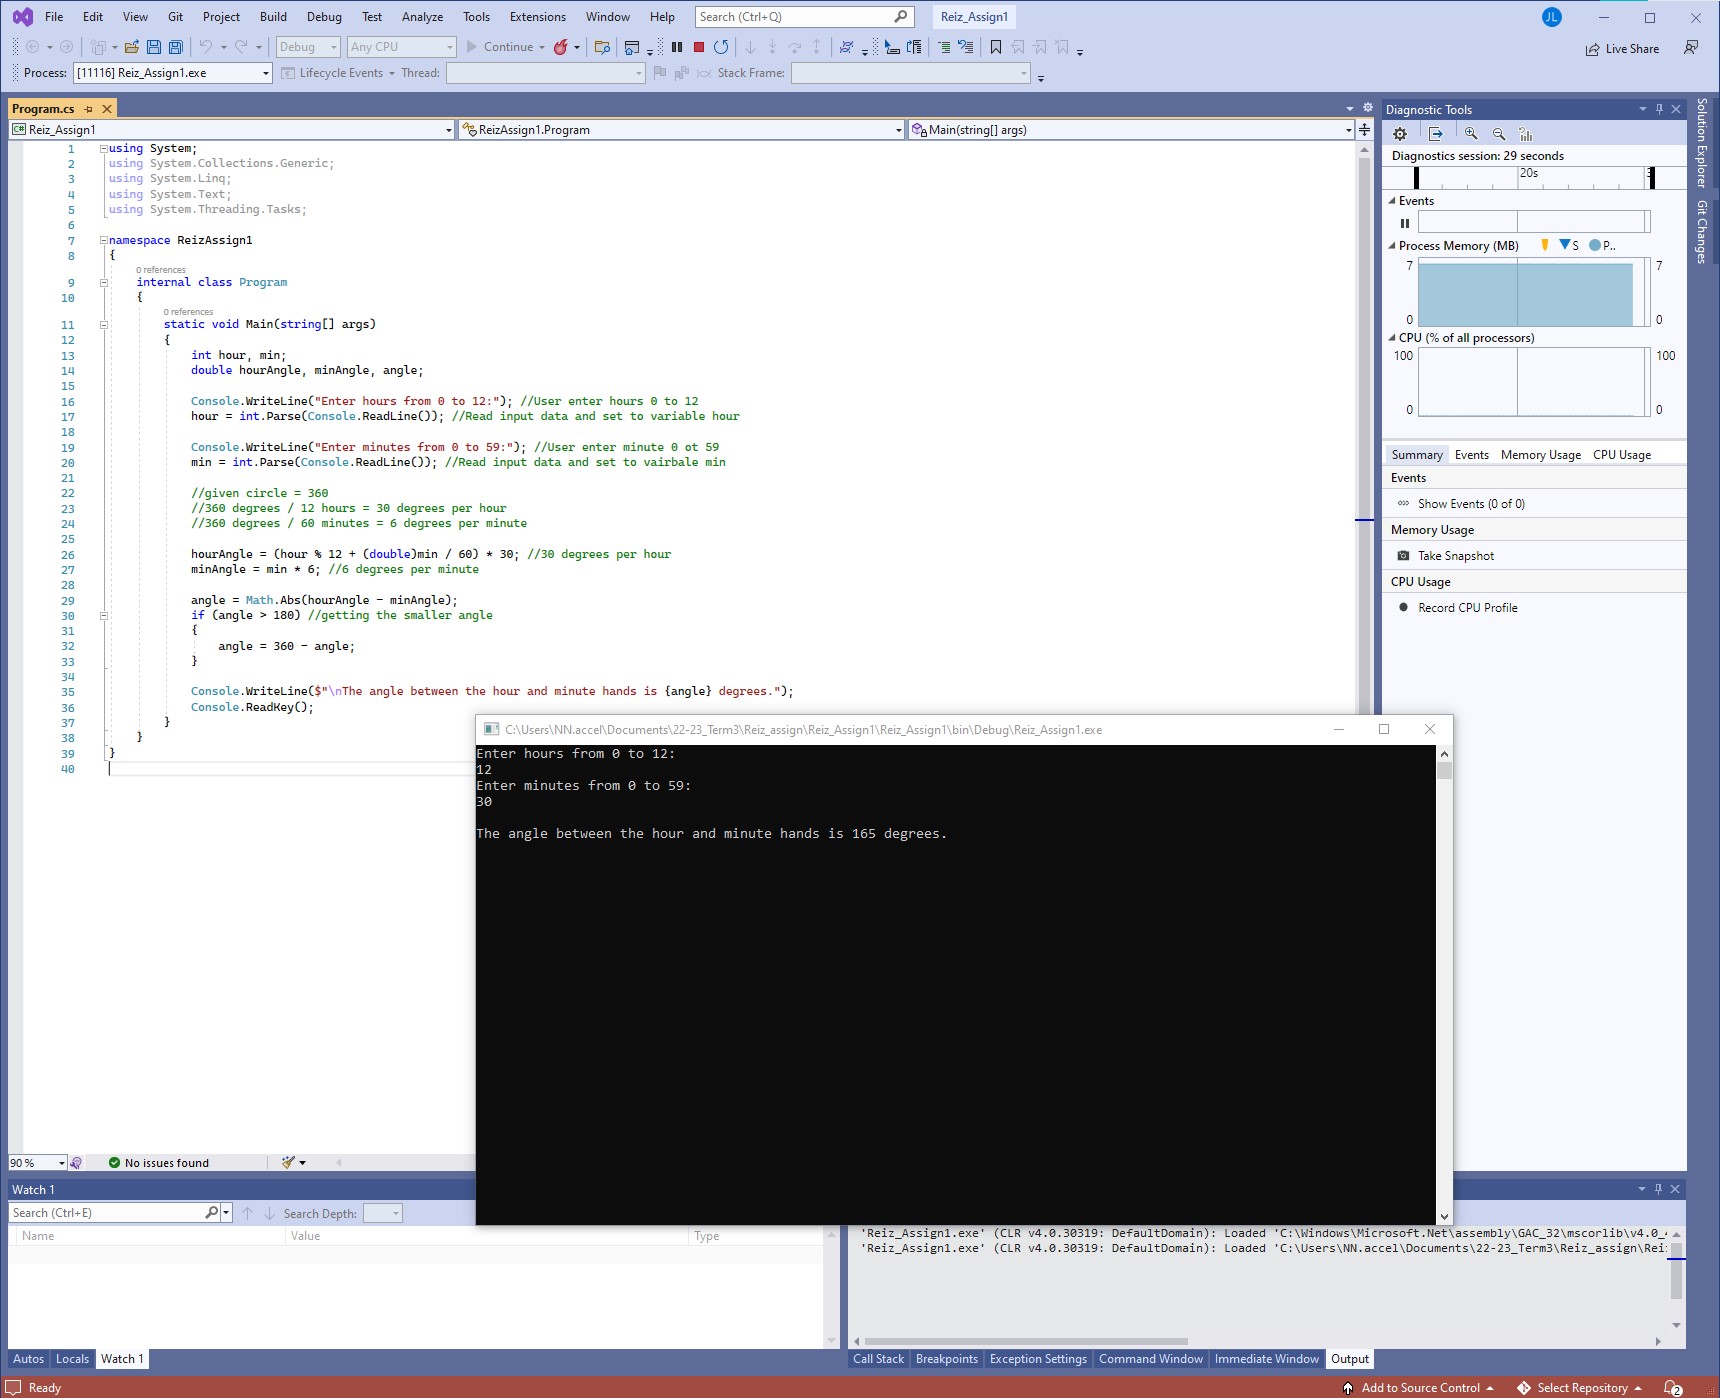 File Edit View Git Project Build Debug Test Analyze Tools Extensions Window Help Search (Ctrl+Q) Reiz_Assign1 JL
Debug Any CPU Continue Live Share
Process: [11116] Reiz_Assign1.exe Lifecycle Events Thread: Stack Frame:
Program.cs
Reiz_Assign1 ReizAssign1.Program Main(string[] args)
1 using System;
2 using System.Collections.Generic;
3 using System.Linq;
4 using System.Text;
5 using System.Threading.Tasks;
6
7 namespace ReizAssign1
8 {
0 references
9 internal class Program
10 {
0 references
11 static void Main(string[] args)
12 {
13 int hour, min;
14 double hourAngle, minAngle, angle;
15
16 Console.WriteLine("Enter hours from 0 to 12:"); //User enter hours 0 to 12
17 hour = int.Parse(Console.ReadLine()); //Read input data and set to variable hour
18
19 Console.WriteLine("Enter minutes from 0 to 59:"); //User enter minute 0 ot 59
20 min = int.Parse(Console.ReadLine()); //Read input data and set to vairbale min
21
22 //given circle = 360
23 //360 degrees / 12 hours = 30 degrees per hour
24 //360 degrees / 60 minutes = 6 degrees per minute
25
26 hourAngle = (hour % 12 + (double)min / 60) * 30; //30 degrees per hour
27 minAngle = min * 6; //6 degrees per minute
28
29 angle = Math.Abs(hourAngle - minAngle);
30 if (angle > 180) //getting the smaller angle
31 {
32 angle = 360 - angle;
33 }
34
35 Console.WriteLine($"\nThe angle between the hour and minute hands is {angle} degrees.");
36 Console.ReadKey();
37 }
38 }
39 }
40
C:\Users\NN.accel\Documents\22-23_Term3\Reiz_assign\Reiz_Assign1\Reiz_Assign1\bin\Debug\Reiz_Assign1.exe
Enter hours from 0 to 12:
12
Enter minutes from 0 to 59:
30
The angle between the hour and minute hands is 165 degrees.
Diagnostic Tools
Diagnostics session: 29 seconds
20s
Events
Process Memory (MB) S P..
7 7
0 0
CPU (% of all processors)
100 100
0 0
Summary Events Memory Usage CPU Usage
Events
Show Events (0 of 0)
Memory Usage
Take Snapshot
CPU Usage
Record CPU Profile
Solution Explorer
Git Changes
90 % No issues found
Watch 1
Search (Ctrl+E) Search Depth:
Name Value Type
'Reiz_Assign1.exe' (CLR v4.0.30319: DefaultDomain): Loaded 'C:\Windows\Microsoft.Net\assembly\GAC_32\mscorlib\v4.0_
'Reiz_Assign1.exe' (CLR v4.0.30319: DefaultDomain): Loaded 'C:\Users\NN.accel\Documents\22-23_Term3\Reiz_assign\Rei
Autos Locals Watch 1 Call Stack Breakpoints Exception Settings Command Window Immediate Window Output
Ready Add to Source Control Select Repository 2